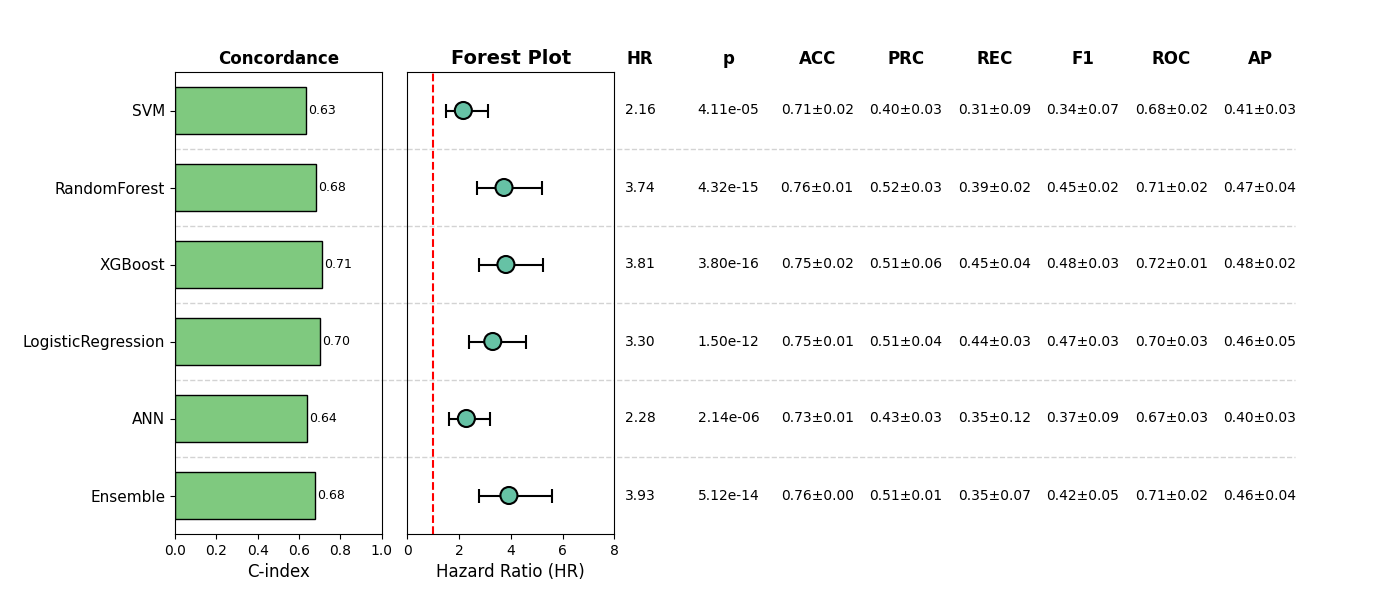 Concordance Forest Plot HR p ACC PRC REC F1 ROC AP
SVM 0.63 2.16 4.11e-05 0.71±0.02 0.40±0.03 0.31±0.09 0.34±0.07 0.68±0.02 0.41±0.03
RandomForest 0.68 3.74 4.32e-15 0.76±0.01 0.52±0.03 0.39±0.02 0.45±0.02 0.71±0.02 0.47±0.04
XGBoost 0.71 3.81 3.80e-16 0.75±0.02 0.51±0.06 0.45±0.04 0.48±0.03 0.72±0.01 0.48±0.02
LogisticRegression 0.70 3.30 1.50e-12 0.75±0.01 0.51±0.04 0.44±0.03 0.47±0.03 0.70±0.03 0.46±0.05
ANN 0.64 2.28 2.14e-06 0.73±0.01 0.43±0.03 0.35±0.12 0.37±0.09 0.67±0.03 0.40±0.03
Ensemble 0.68 3.93 5.12e-14 0.76±0.00 0.51±0.01 0.35±0.07 0.42±0.05 0.71±0.02 0.46±0.04
0.0 0.2 0.4 0.6 0.8 1.0 0 2 4 6 8
C-index Hazard Ratio (HR)